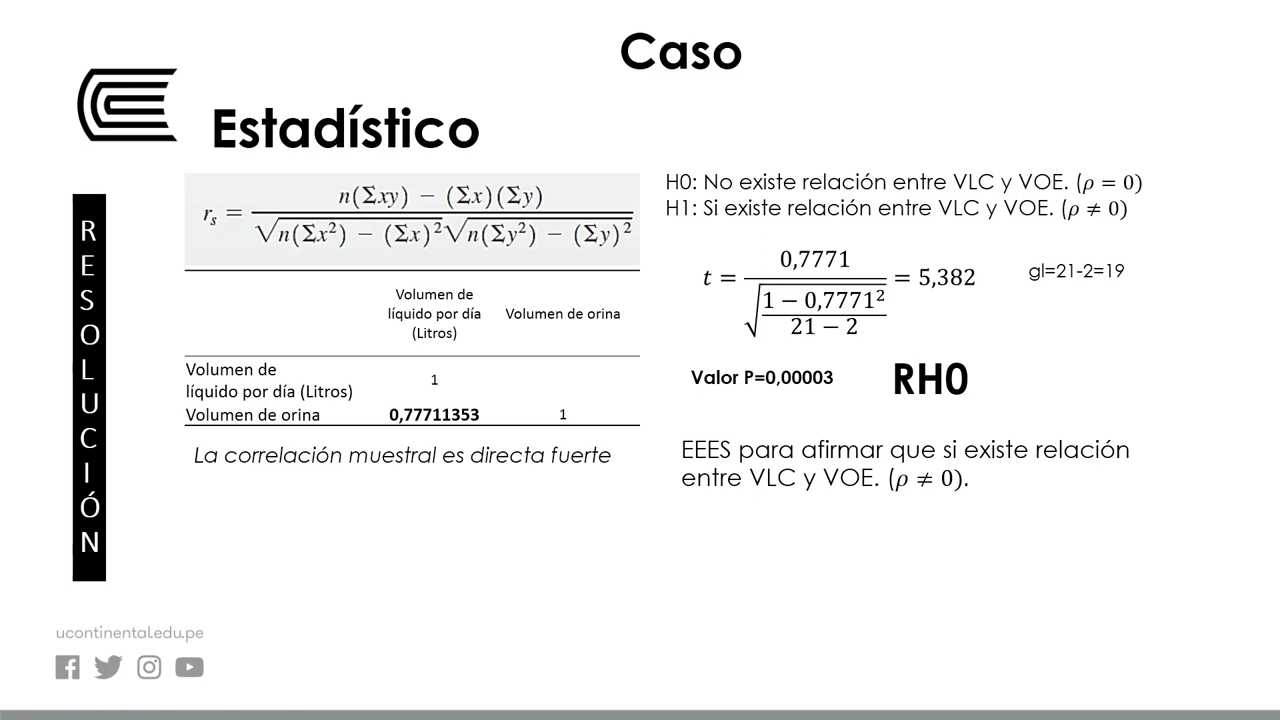 Caso
Estadístico
RESOLUCIÓN
r_s = n(Σxy) − (Σx)(Σy) / √n(Σx²) − (Σx)² √n(Σy²) − (Σy)²
Volumen de
líquido por día
(Litros)
Volumen de orina
Volumen de
líquido por día (Litros)
1
Volumen de orina 0,77711353 1
La correlación muestral es directa fuerte
H0: No existe relación entre VLC y VOE. (ρ = 0)
H1: Si existe relación entre VLC y VOE. (ρ ≠ 0)
t = 0,7771 / √((1 − 0,7771²) / (21 − 2)) = 5,382
gl=21-2=19
Valor P=0,00003 RH0
EEES para afirmar que si existe relación
entre VLC y VOE. (ρ ≠ 0).
ucontinental.edu.pe